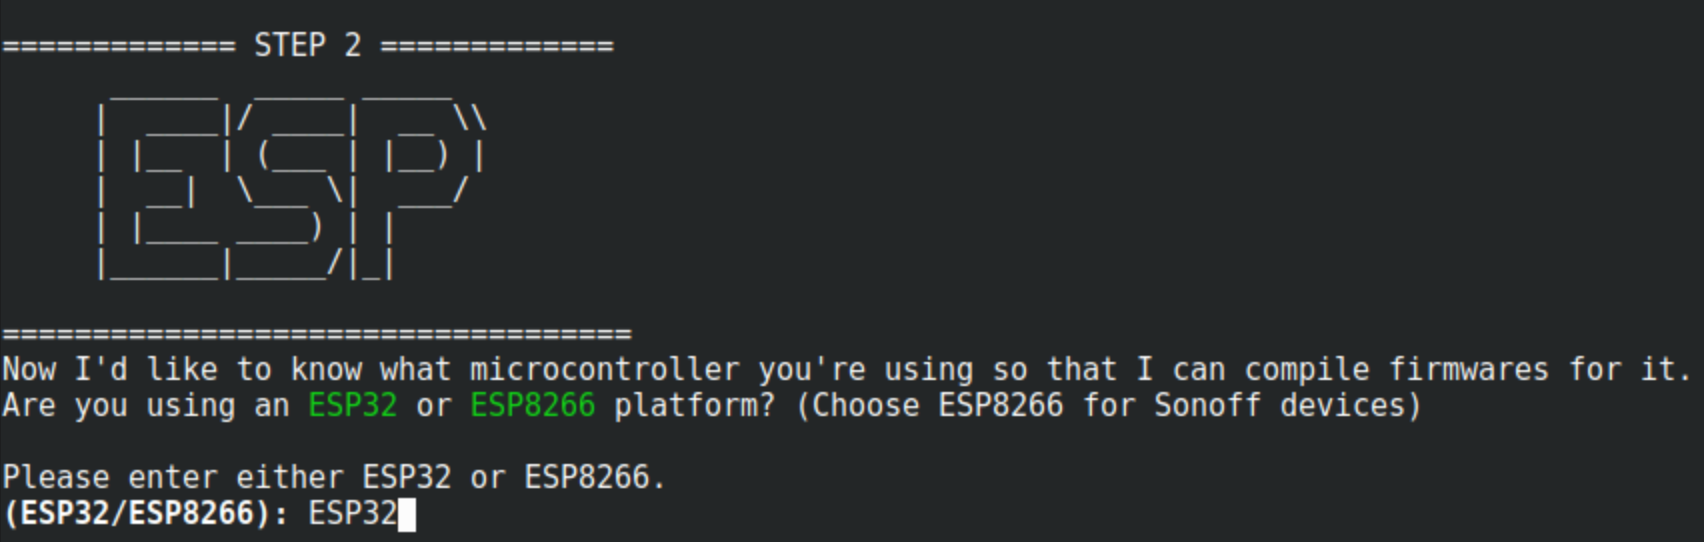 ============= STEP 2 =============
      ______   _____ _____
     |  ____|/ ____|  __ \\
     | |__  | (___ | |__) |
     |  __|  \___ \|  ___/
     | |____ ____) | |
     |______|_____/|_|
===================================
Now I'd like to know what microcontroller you're using so that I can compile firmwares for it.
Are you using an ESP32 or ESP8266 platform? (Choose ESP8266 for Sonoff devices)
Please enter either ESP32 or ESP8266.
(ESP32/ESP8266): ESP32